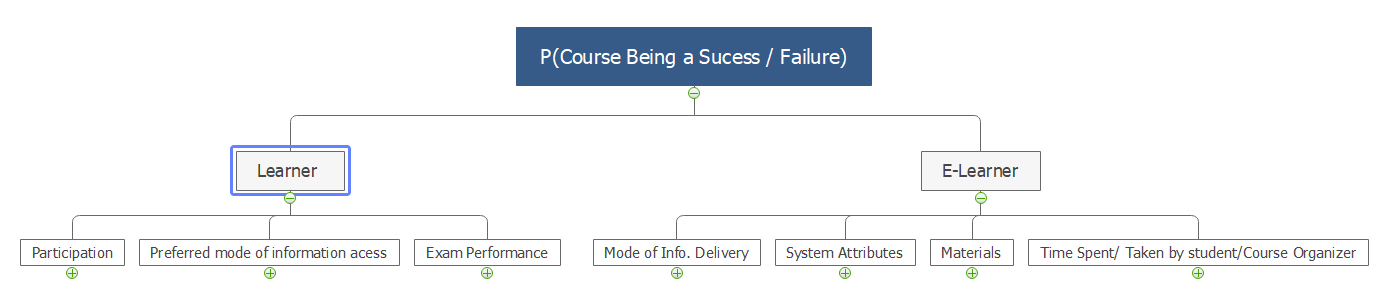 P(Course Being a Sucess / Failure)
Learner
E-Learner
Participation
Preferred mode of information acess
Exam Performance
Mode of Info. Delivery
System Attributes
Materials
Time Spent/ Taken by student/Course Organizer